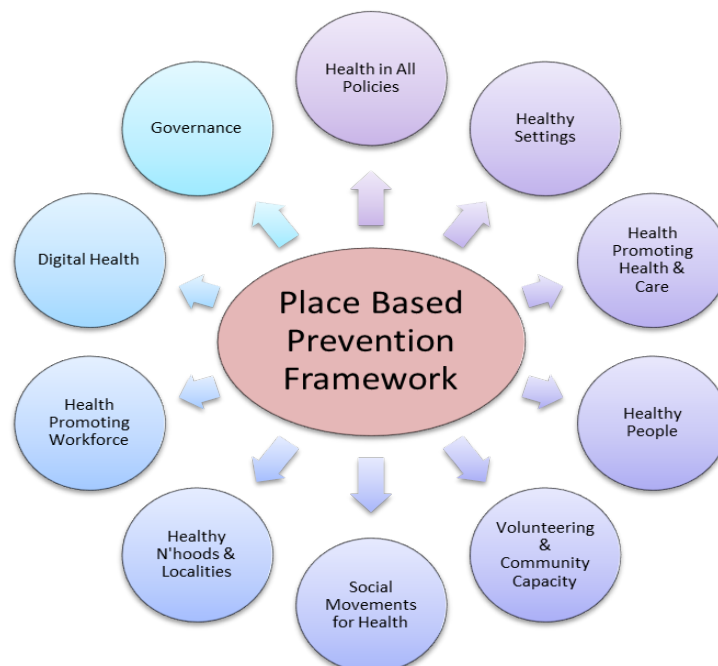 Place Based
Prevention
Framework
Health in All
Policies
Healthy
Settings
Health
Promoting
Health &
Care
Healthy
People
Volunteering
&
Community
Capacity
Social
Movements
for Health
Healthy
N'hoods &
Localities
Health
Promoting
Workforce
Digital Health
Governance